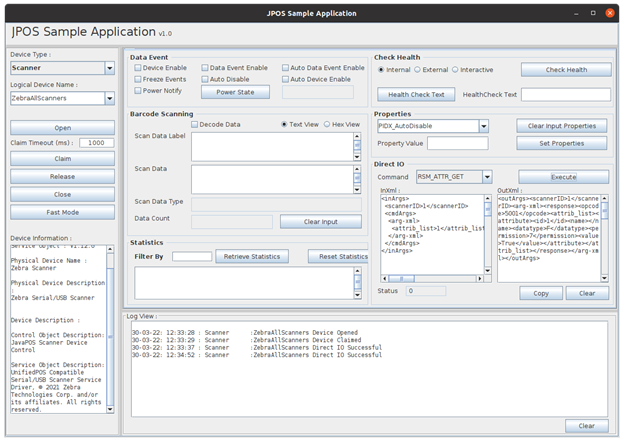 JPOS Sample Application
JPOS Sample Application v1.0
Device Type :
Scanner
Logical Device Name :
ZebraAllScanners
Open
Claim Timeout (ms) : 1000
Claim
Release
Close
Fast Mode
Device Information :
Service Object : v1.12.0
Physical Device Name :
Zebra Scanner
Physical Device Description
:
Zebra Serial/USB Scanner
Device Description :
Control Object Description:
JavaPOS Scanner Device
Control
Service Object Description:
UnifiedPOS Compatible
Serial/USB Scanner Service
Driver, © 2021 Zebra
Technologies Corp. and/or
its affiliates. All rights
reserved.
Data Event
Device Enable Data Event Enable Auto Data Event Enable
Freeze Events Auto Disable Auto Device Enable
Power Notify Power State
Barcode Scanning
Decode Data Text View Hex View
Scan Data Label
Scan Data
Scan Data Type
Data Count Clear Input
Statistics
Filter By Retrieve Statistics Reset Statistics
Check Health
Internal External Interactive Check Health
Health Check Text HealthCheck Text
Properties
PIDX_AutoDisable Clear Input Properties
Property Value Set Properties
Direct IO
Command RSM_ATTR_GET Execute
InXml :
<inArgs>
<scannerID>1</scannerID>
<cmdArgs>
<arg-xml>
<attrib_list>1</attrib_list
</arg-xml>
</cmdArgs>
</inArgs>
OutXml :
<outArgs><scannerID>1</scanne
rID><arg-xml><response><opcod
e>5001</opcode><attrib_list><
attribute><id>1</id><name></n
ame><datatype>F</datatype><pe
rmission>7</permission><value
>True</value></attribute></at
trib_list></response></arg-xm
l></outArgs>
Status 0
Copy Clear
Log View :
30-03-22: 12:33:28 : Scanner :ZebraAllScanners Device Opened
30-03-22: 12:33:29 : Scanner :ZebraAllScanners Device Claimed
30-03-22: 12:33:37 : Scanner :ZebraAllScanners Direct IO Successful
30-03-22: 12:34:52 : Scanner :ZebraAllScanners Direct IO Successful
Clear